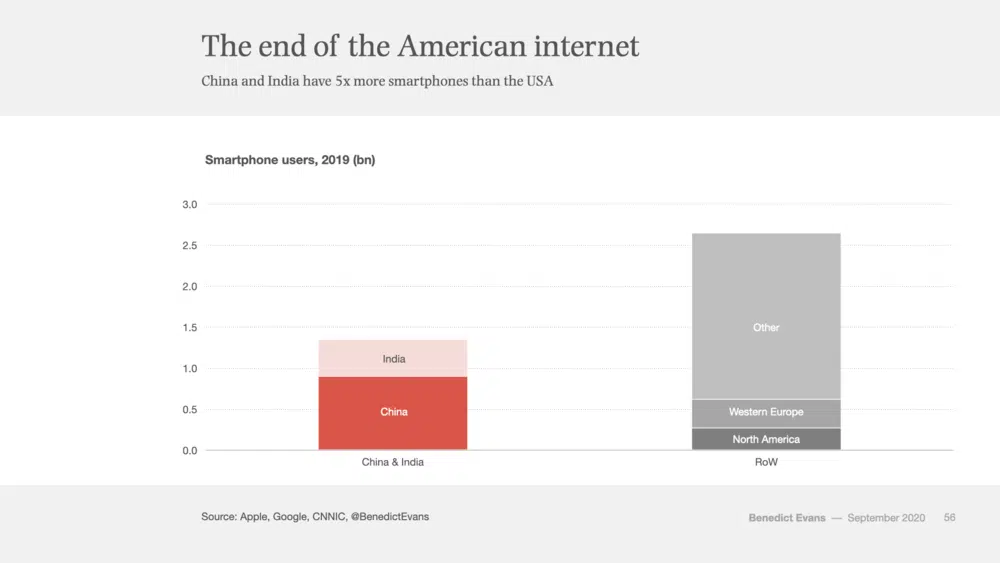 The end of the American internet
China and India have 5x more smartphones than the USA
Smartphone users, 2019 (bn)
3.0
2.5
2.0
1.5
1.0
0.5
0.0
India
China
Other
Western Europe
North America
China & India
RoW
Source: Apple, Google, CNNIC, @BenedictEvans
Benedict Evans — September 2020 56